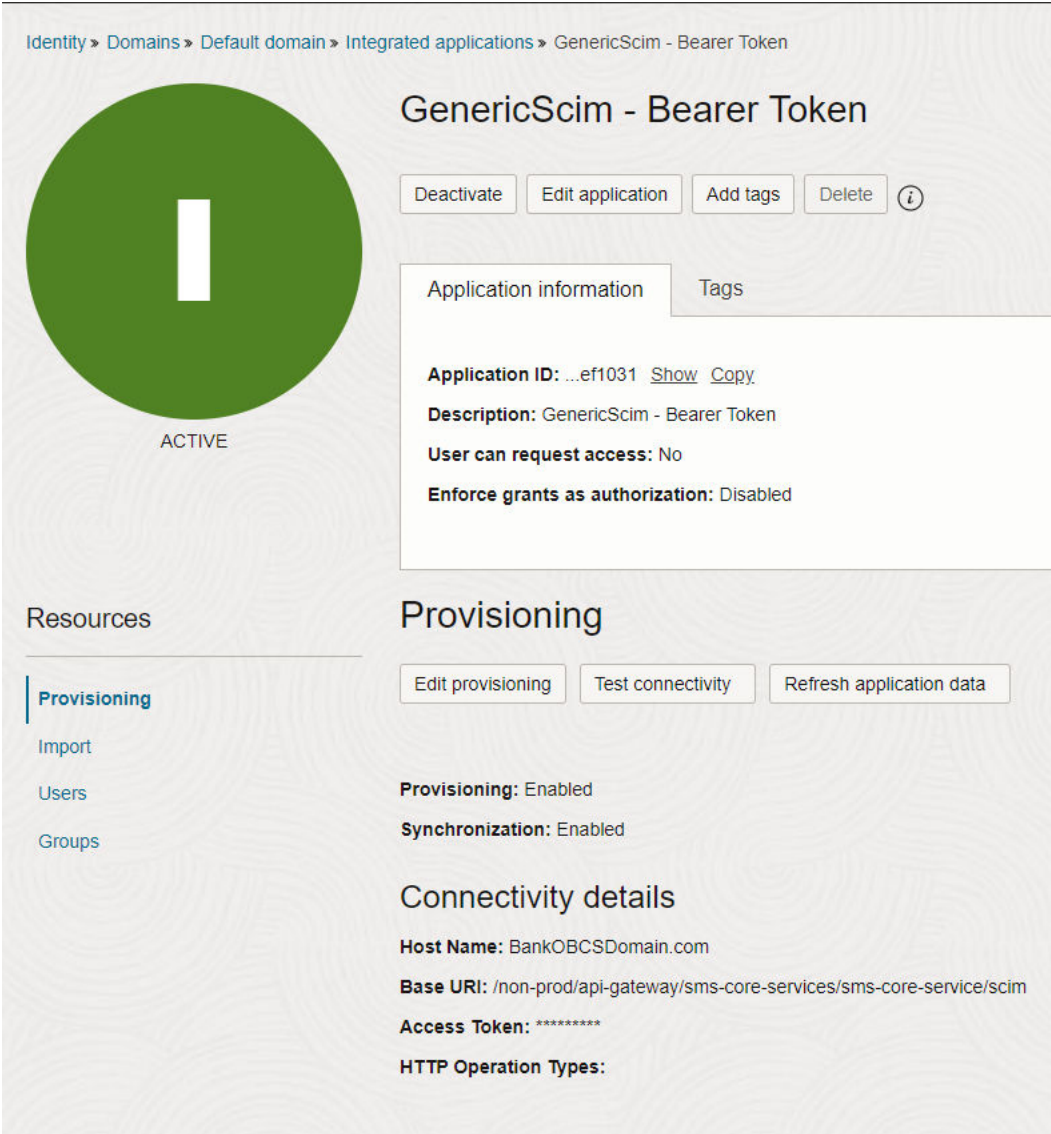 Identity » Domains » Default domain » Integrated applications » GenericScim - Bearer Token
GenericScim - Bearer Token
Deactivate Edit application Add tags Delete i
I
ACTIVE
Application information Tags
Application ID: ...ef1031 Show Copy
Description: GenericScim - Bearer Token
User can request access: No
Enforce grants as authorization: Disabled
Resources
Provisioning
Import
Users
Groups
Provisioning
Edit provisioning Test connectivity Refresh application data
Provisioning: Enabled
Synchronization: Enabled
Connectivity details
Host Name: BankOBCSDomain.com
Base URI: /non-prod/api-gateway/sms-core-services/sms-core-service/scim
Access Token: *********
HTTP Operation Types: